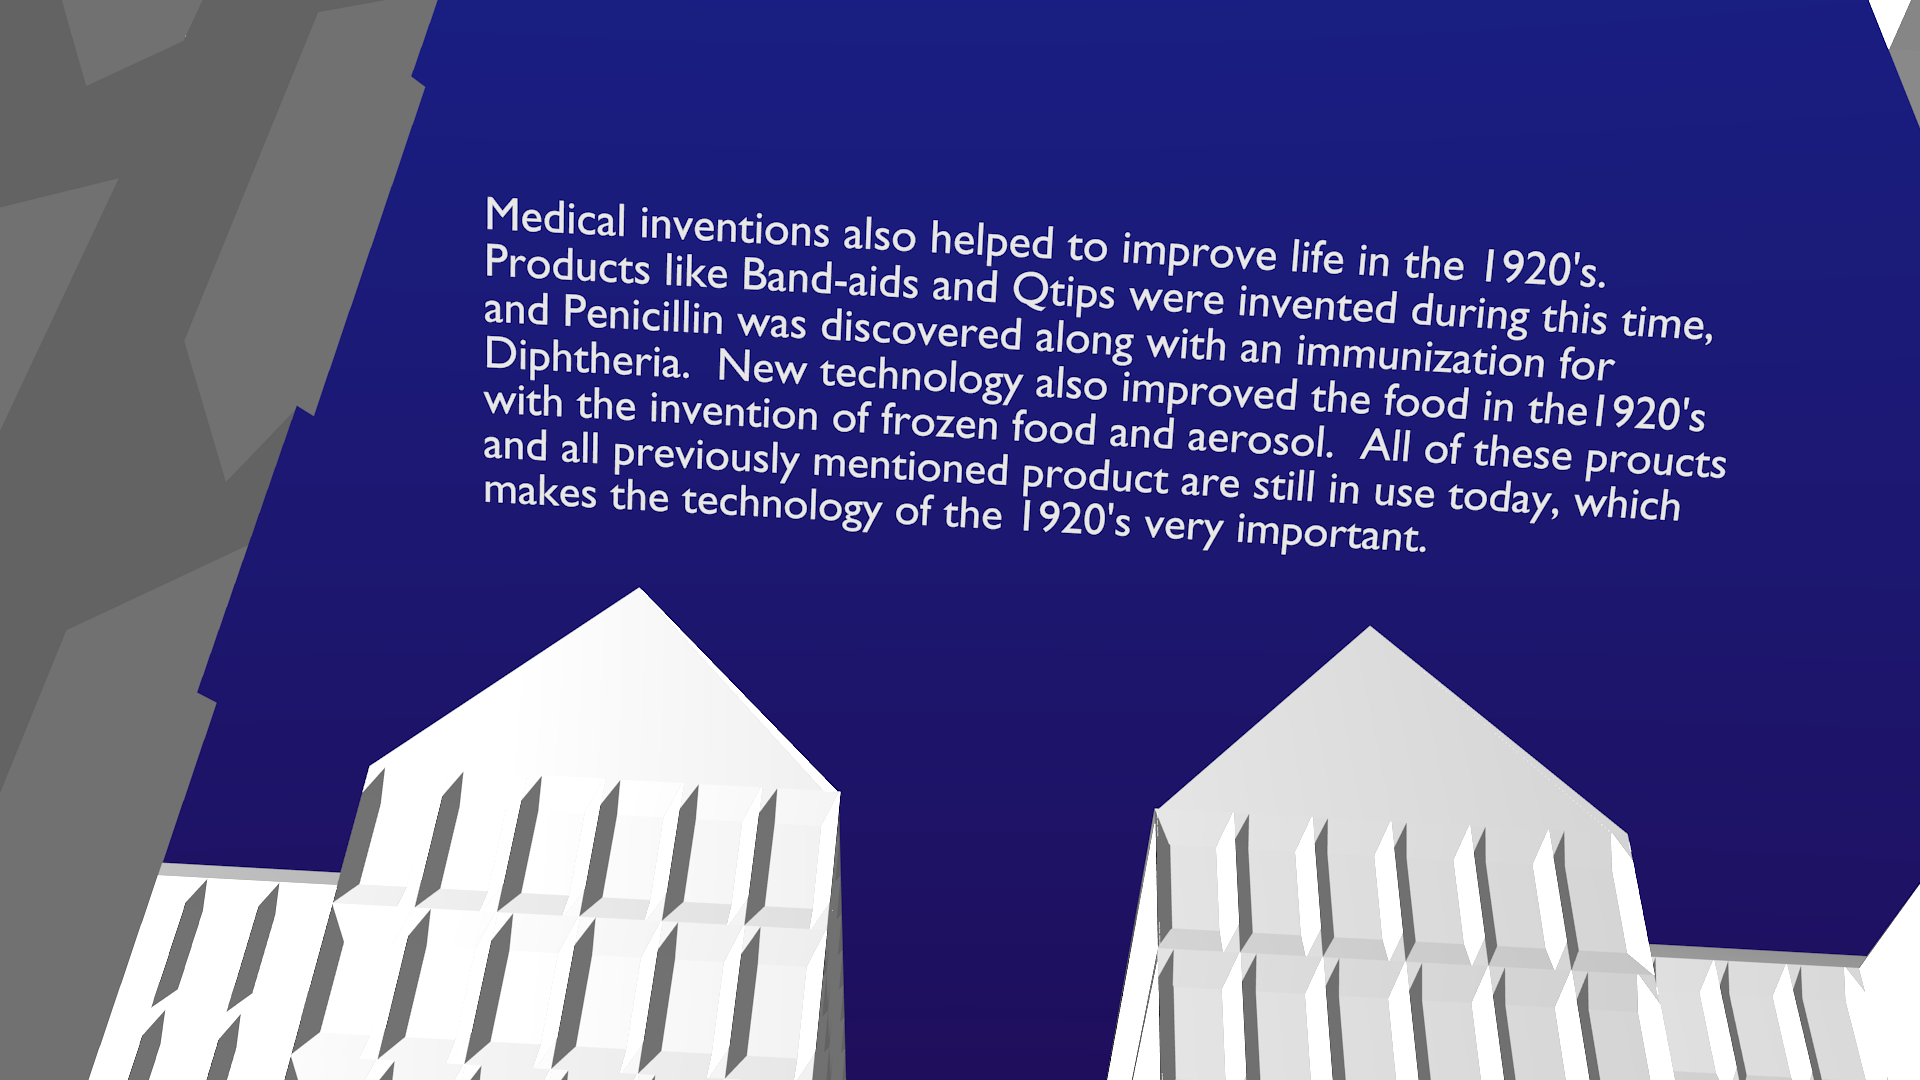 Medical inventions also helped to improve life in the 1920's.
Products like Band-aids and Qtips were invented during this time,
and Penicillin was discovered along with an immunization for
Diphtheria.  New technology also improved the food in the1920's
with the invention of frozen food and aerosol.  All of these proucts
and all previously mentioned product are still in use today, which
makes the technology of the 1920's very important.